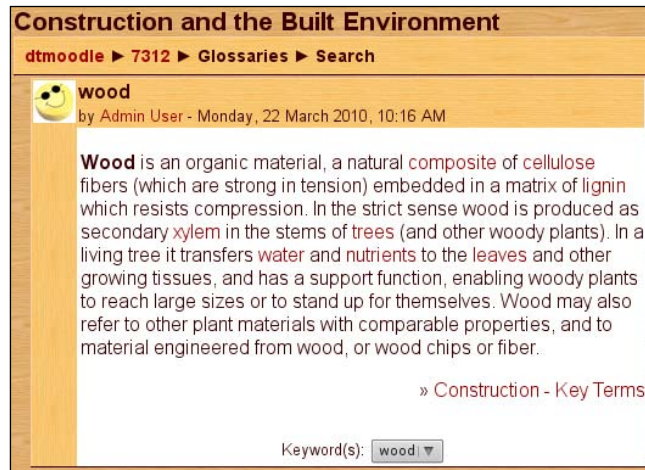 Construction and the Built Environment
dtmoodle ► 7312 ► Glossaries ► Search
wood
by Admin User - Monday, 22 March 2010, 10:16 AM
Wood is an organic material, a natural composite of cellulose
fibers (which are strong in tension) embedded in a matrix of lignin
which resists compression. In the strict sense wood is produced as
secondary xylem in the stems of trees (and other woody plants). In a
living tree it transfers water and nutrients to the leaves and other
growing tissues, and has a support function, enabling woody plants
to reach large sizes or to stand up for themselves. Wood may also
refer to other plant materials with comparable properties, and to
material engineered from wood, or wood chips or fiber.
» Construction - Key Terms
Keyword(s): wood